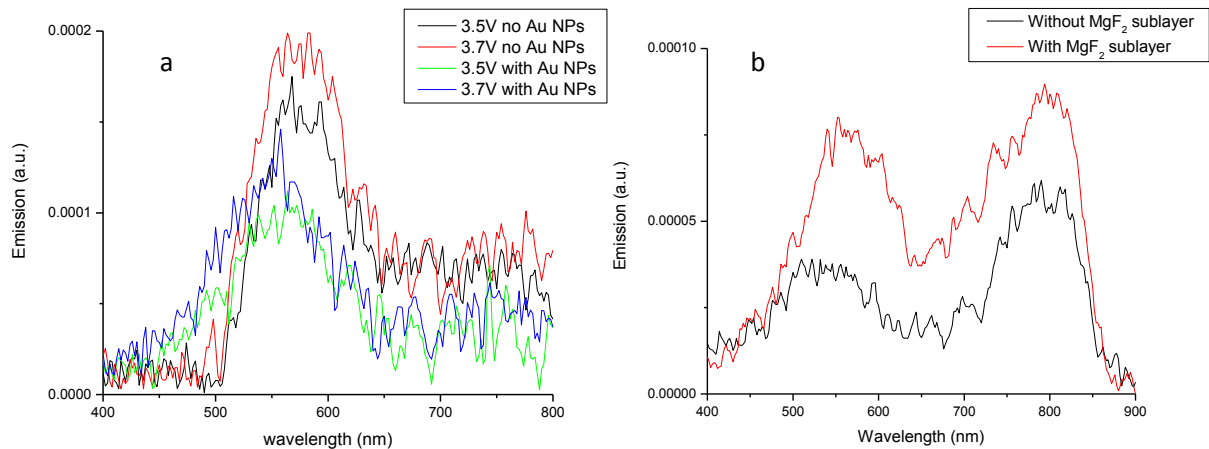 a
3.5V no Au NPs
3.7V no Au NPs
3.5V with Au NPs
3.7V with Au NPs
0.0002
0.0001
0.0000
Emission (a.u.)
400 500 600 700 800
wavelength (nm)
b
Without MgF₂ sublayer
With MgF₂ sublayer
0.00010
0.00005
0.00000
Emission (a.u.)
400 500 600 700 800 900
Wavelength (nm)